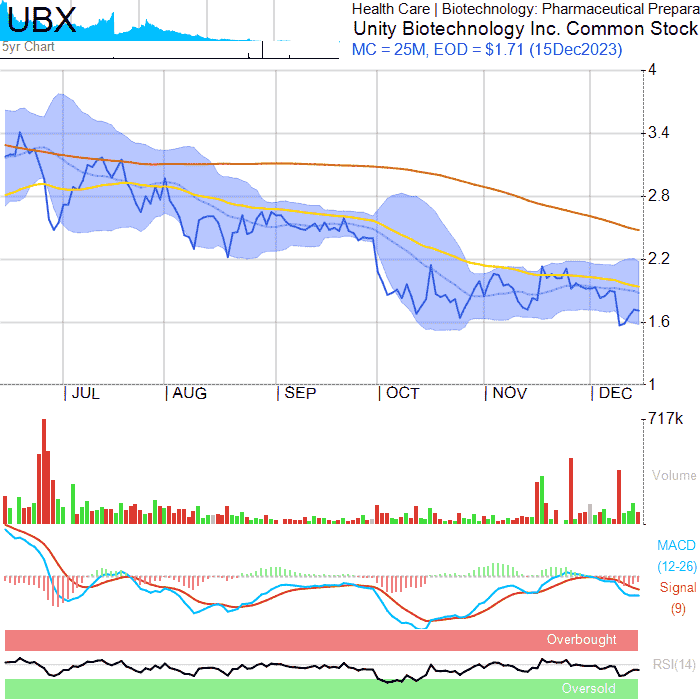 UBX
5yr Chart
Health Care | Biotechnology: Pharmaceutical Prepara
Unity Biotechnology Inc. Common Stock
MC = 25M, EOD = $1.71 (15Dec2023)
4
3.4
2.8
2.2
1.6
1
JUL AUG SEP OCT NOV DEC
717k
Volume
MACD
(12-26)
Signal
(9)
Overbought
RSI(14)
Oversold